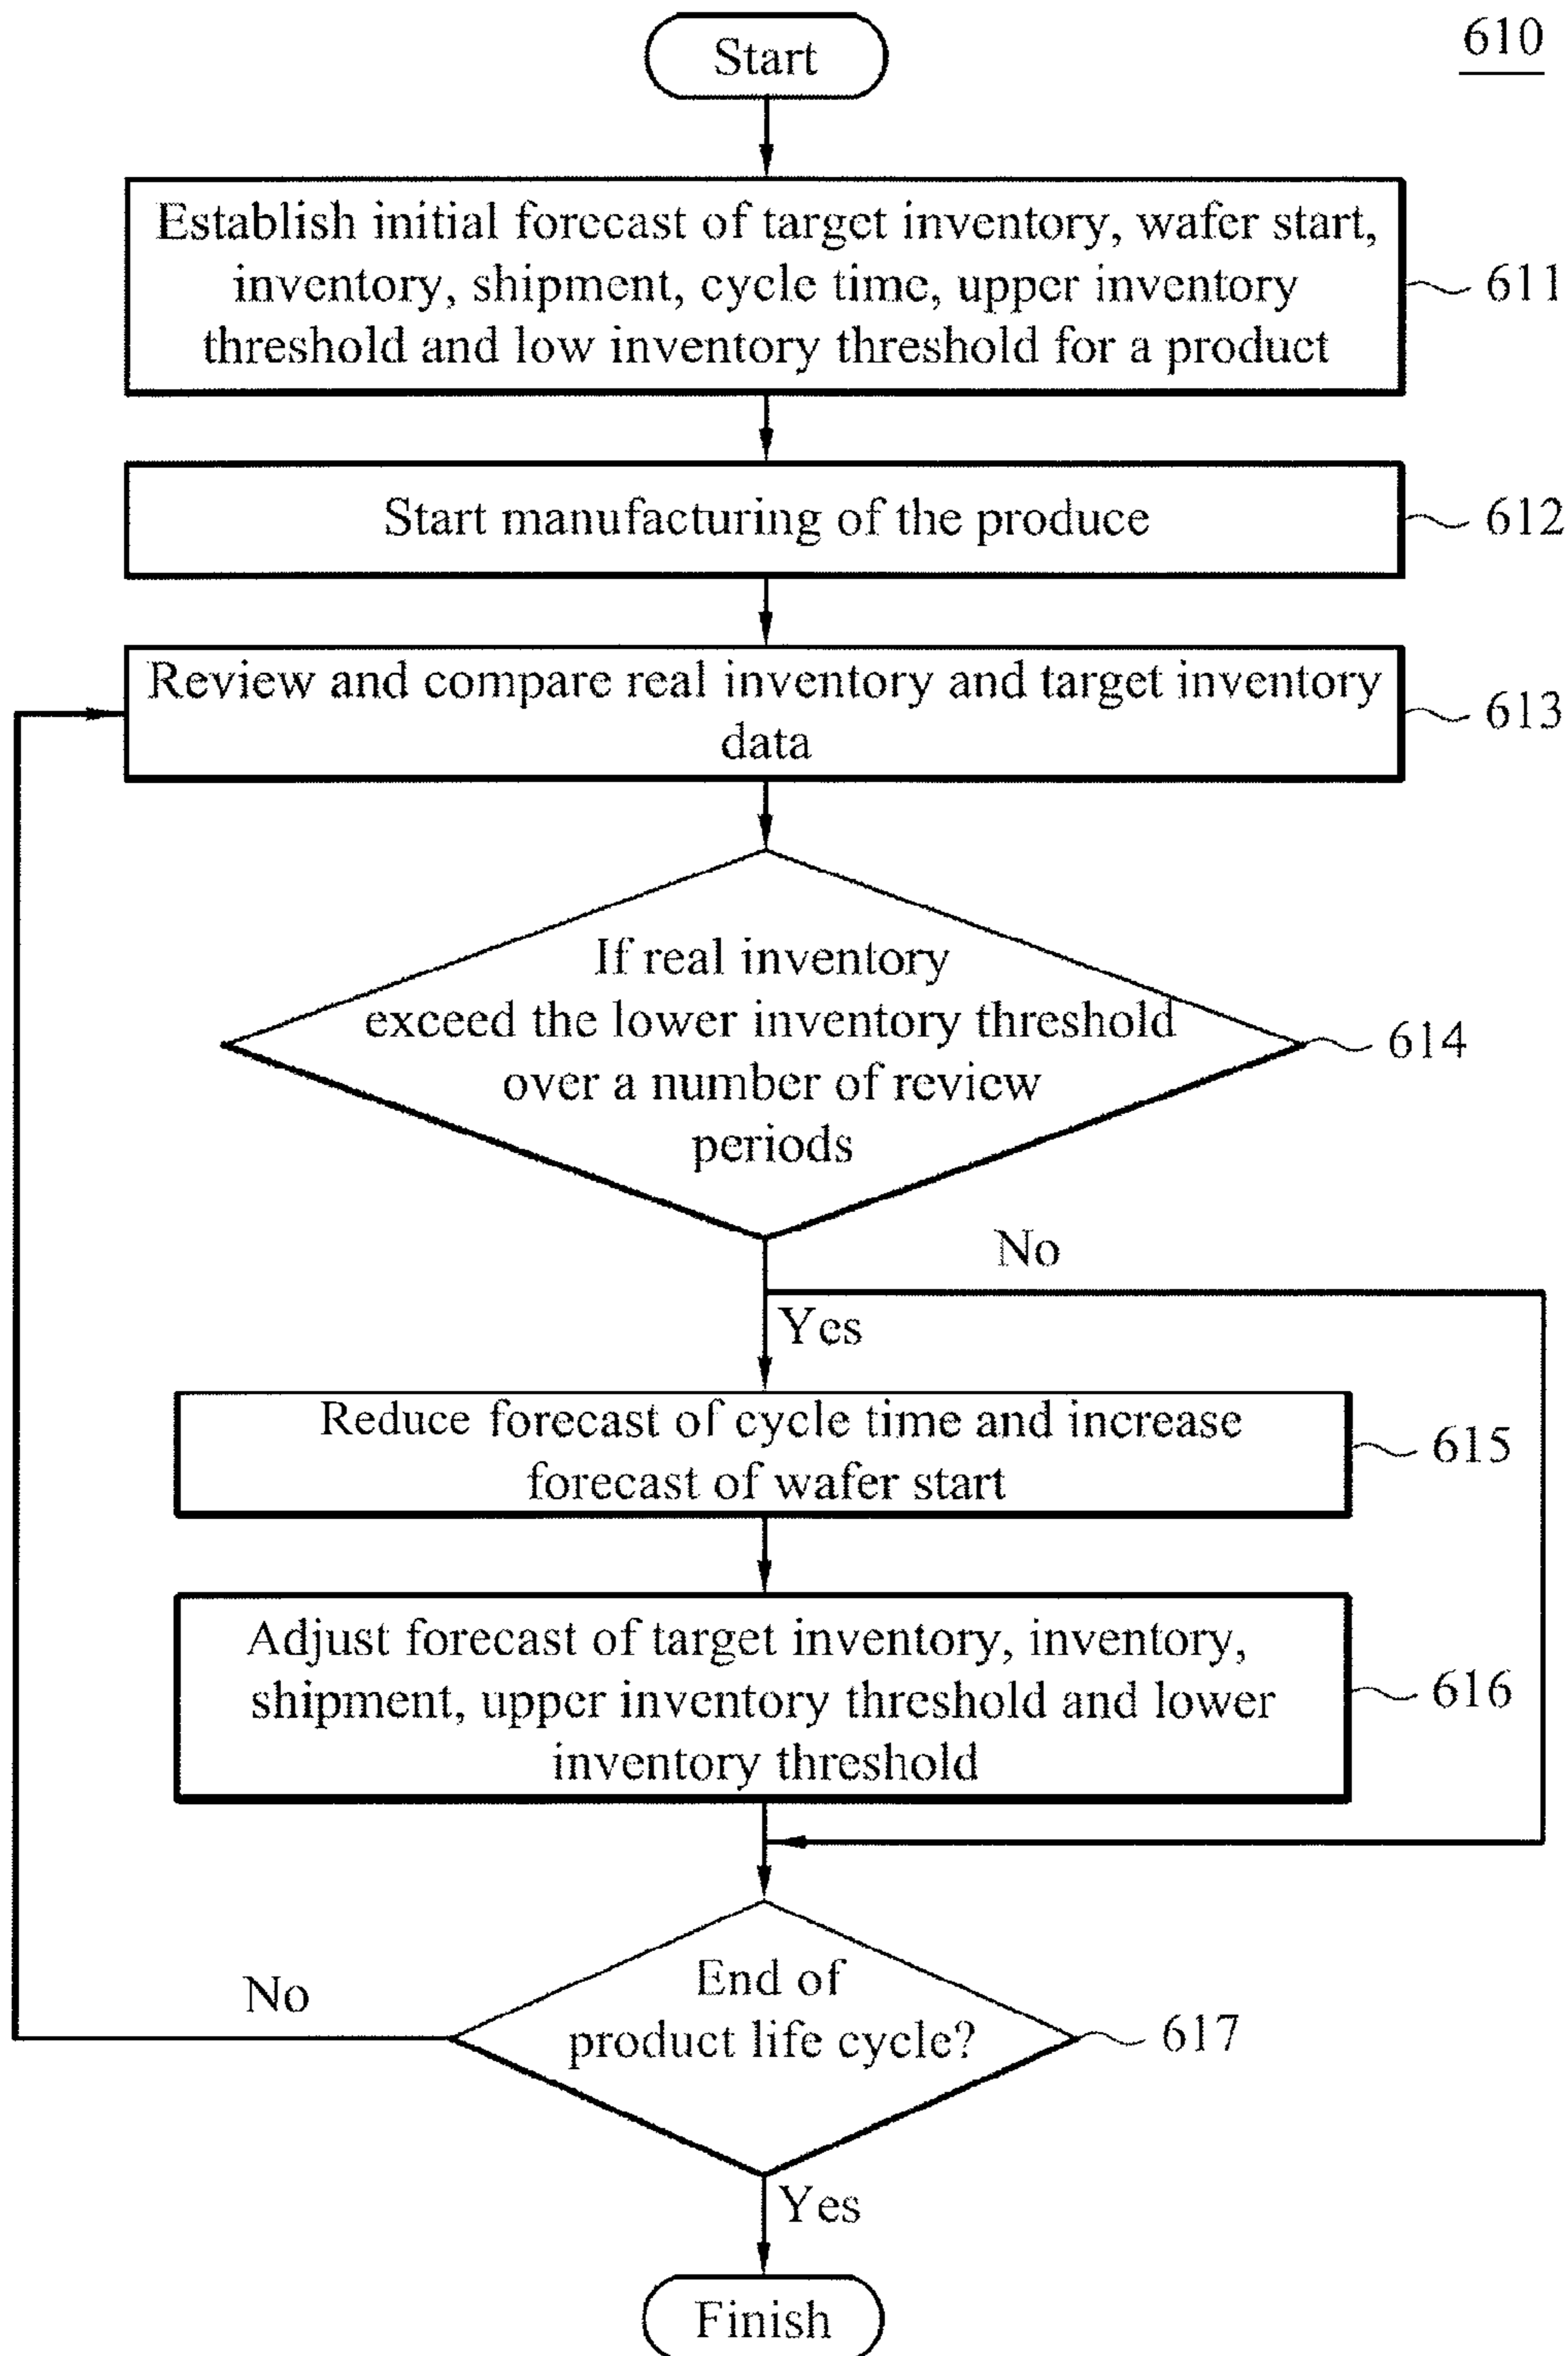 610
Start
Establish initial forecast of target inventory, wafer start,
inventory, shipment, cycle time, upper inventory
threshold and low inventory threshold for a product
611
Start manufacturing of the produce
612
Review and compare real inventory and target inventory
data
613
If real inventory
exceed the lower inventory threshold
over a number of review
periods
614
No
Yes
Reduce forecast of cycle time and increase
forecast of wafer start
615
Adjust forecast of target inventory, inventory,
shipment, upper inventory threshold and lower
inventory threshold
616
No
End of
product life cycle?
617
Yes
Finish